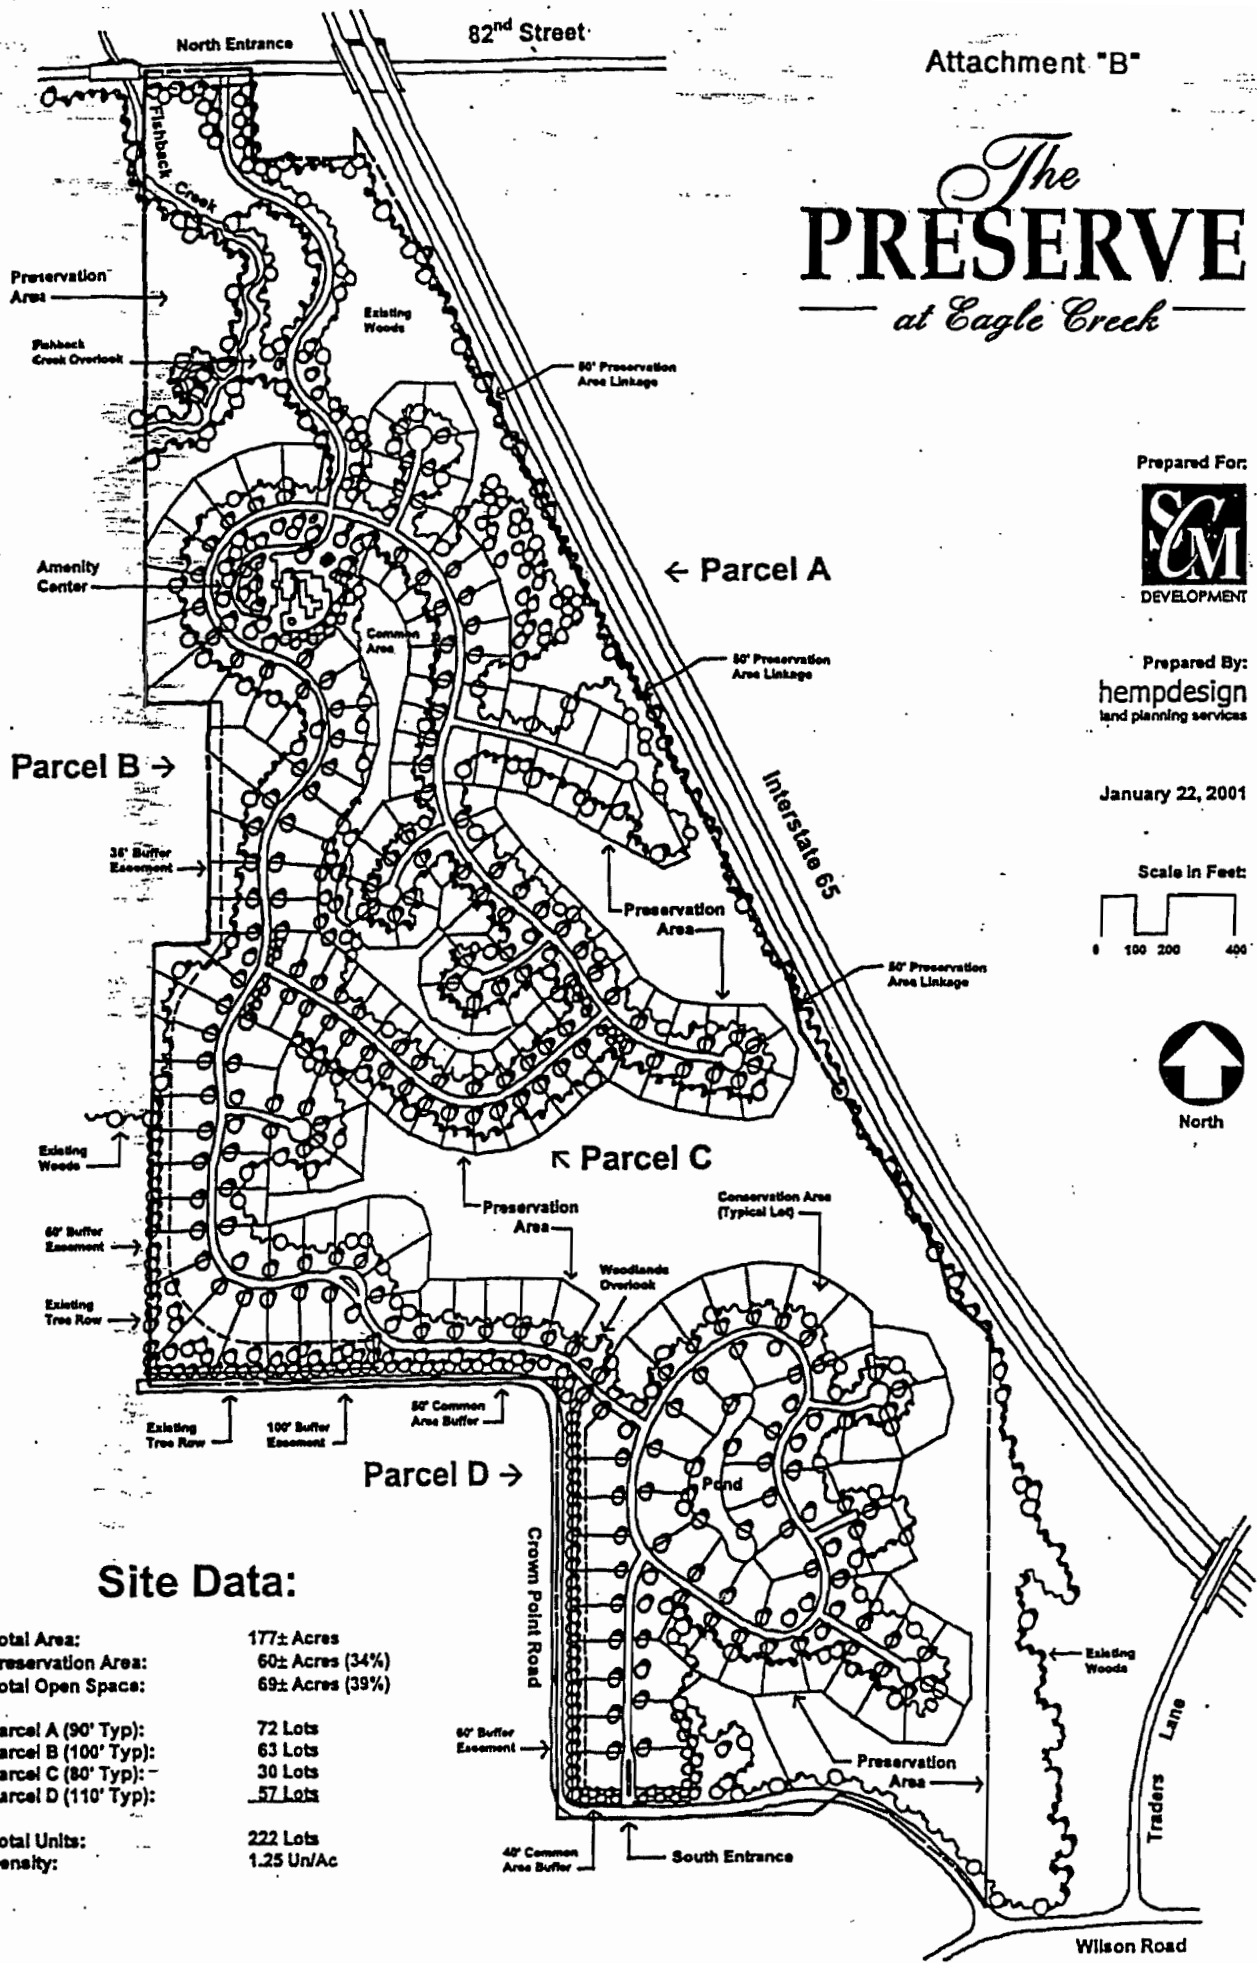 North Entrance
82nd Street
Attachment "B"
The
PRESERVE
at Eagle Creek
Fishback Creek
Preservation
Area
Existing
Woods
Fishback
Creek Overlook
50' Preservation
Area Linkage
Prepared For:
SCM
DEVELOPMENT
Amenity
Center
← Parcel A
Common
Area
50' Preservation
Area Linkage
Prepared By:
hempdesign
land planning services
Parcel B →
January 22, 2001
Interstate 65
35' Buffer
Easement
Scale in Feet:
0 100 200 400
Preservation
Area
50' Preservation
Area Linkage
North
Existing
Woods
↖ Parcel C
Preservation
Area
Conservation Area
(Typical Lot)
Woodlands
Overlook
Buffer
Easement
Existing
Tree Row
Existing
Tree Row
100' Buffer
Easement
50' Common
Area Buffer
Parcel D →
Pond
Crown Point Road
Site Data:
otal Area: 177± Acres
reservation Area: 60± Acres (34%)
otal Open Space: 69± Acres (39%)
arcel A (90' Typ): 72 Lots
arcel B (100' Typ): 63 Lots
arcel C (80' Typ): 30 Lots
arcel D (110' Typ): 57 Lots
otal Units: 222 Lots
ensity: 1.25 Un/Ac
Existing
Woods
Traders Lane
Buffer
Easement
Preservation
Area
40' Common
Area Buffer
South Entrance
Wilson Road